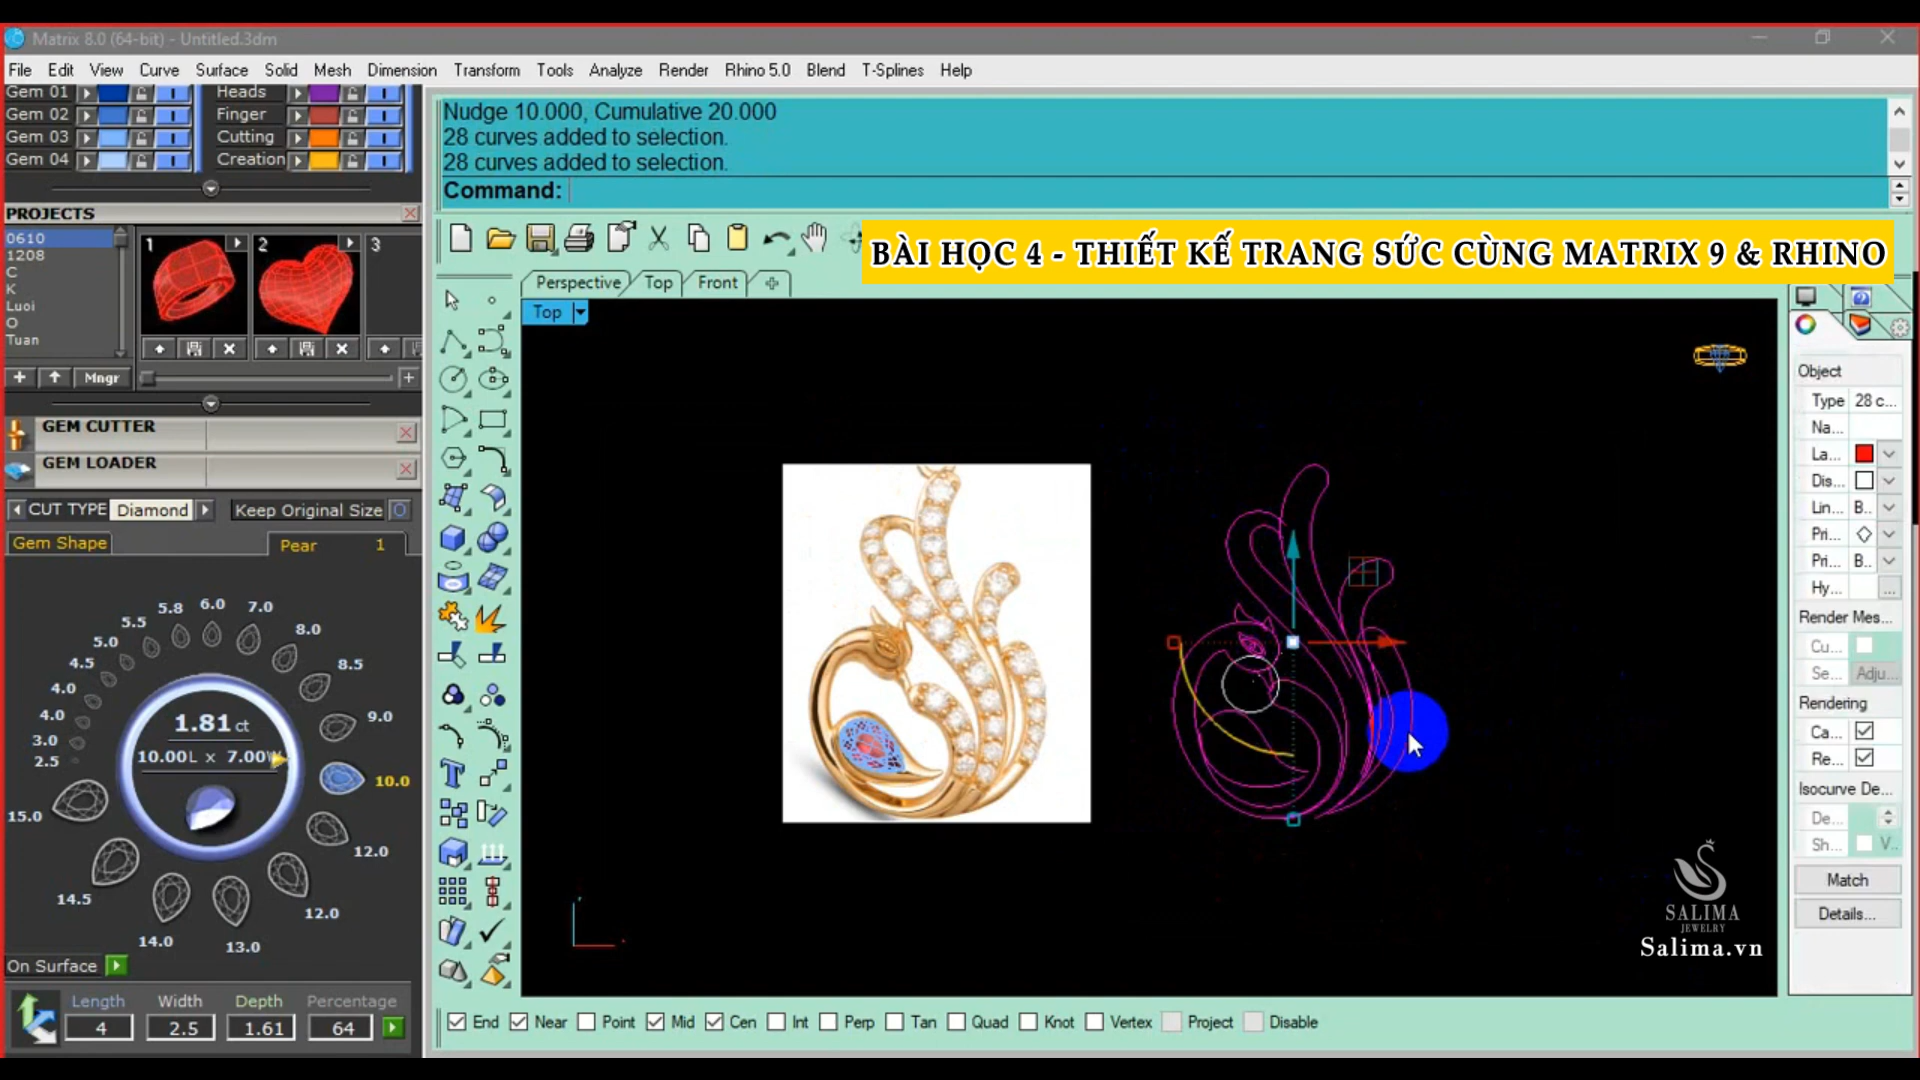 Matrix 8.0 (64-bit) - Untitled.3dm
File Edit View Curve Surface Solid Mesh Dimension Transform Tools Analyze Render Rhino 5.0 Blend T-Splines Help
Gem 01 Heads
Gem 02 Finger
Gem 03 Cutting
Gem 04 Creation
PROJECTS
0610
1208
C
K
Luoi
O
Tuan
1 2 3
Mngr
GEM CUTTER
GEM LOADER
CUT TYPE Diamond Keep Original Size
Gem Shape Pear 1
5.8 6.0 7.0
5.5 8.0
5.0
4.5 8.5
4.0
4.0 9.0
3.0
2.5 10.0
1.81 ct
10.00L x 7.00W
15.0
12.0
14.5 12.0
14.0 13.0
On Surface
Length Width Depth Percentage
4 2.5 1.61 64
Nudge 10.000, Cumulative 20.000
28 curves added to selection.
28 curves added to selection.
Command:
BÀI HỌC 4 - THIẾT KẾ TRANG SỨC CÙNG MATRIX 9 & RHINO
Perspective Top Front
Top
Object
Type 28 c...
Na...
La...
Dis...
Lin... B..
Pri...
Pri... B..
Hy... ...
Render Mes...
Cu...
Se... Adju...
Rendering
Ca...
Re...
Isocurve De...
De...
Sh... V..
Match
Details...
SALIMA
JEWELRY
Salima.vn
End Near Point Mid Cen Int Perp Tan Quad Knot Vertex Project Disable